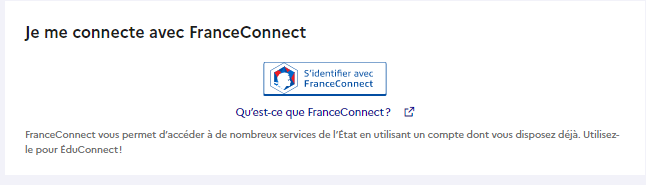 Je me connecte avec FranceConnect
S'identifier avec
FranceConnect
Qu'est-ce que FranceConnect ?
FranceConnect vous permet d'accéder à de nombreux services de l'État en utilisant un compte dont vous disposez déjà. Utilisez-
le pour ÉduConnect !